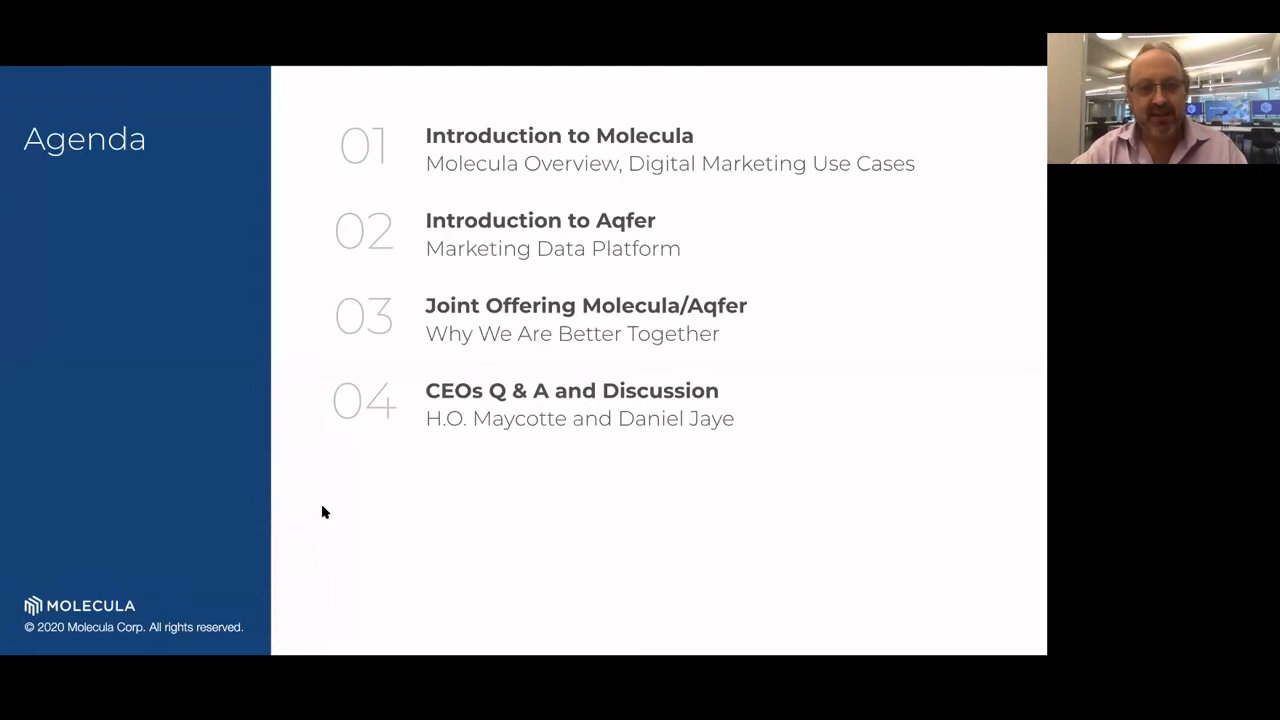 Agenda
01
Introduction to Molecula
Molecula Overview, Digital Marketing Use Cases
02
Introduction to Aqfer
Marketing Data Platform
03
Joint Offering Molecula/Aqfer
Why We Are Better Together
04
CEOs Q & A and Discussion
H.O. Maycotte and Daniel Jaye
MOLECULA
© 2020 Molecula Corp. All rights reserved.